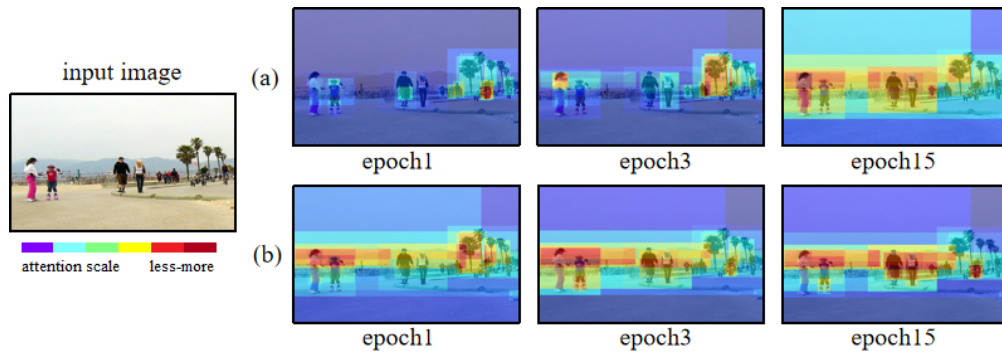 input image
attention scale less-more
(a)
epoch1 epoch3 epoch15
(b)
epoch1 epoch3 epoch15